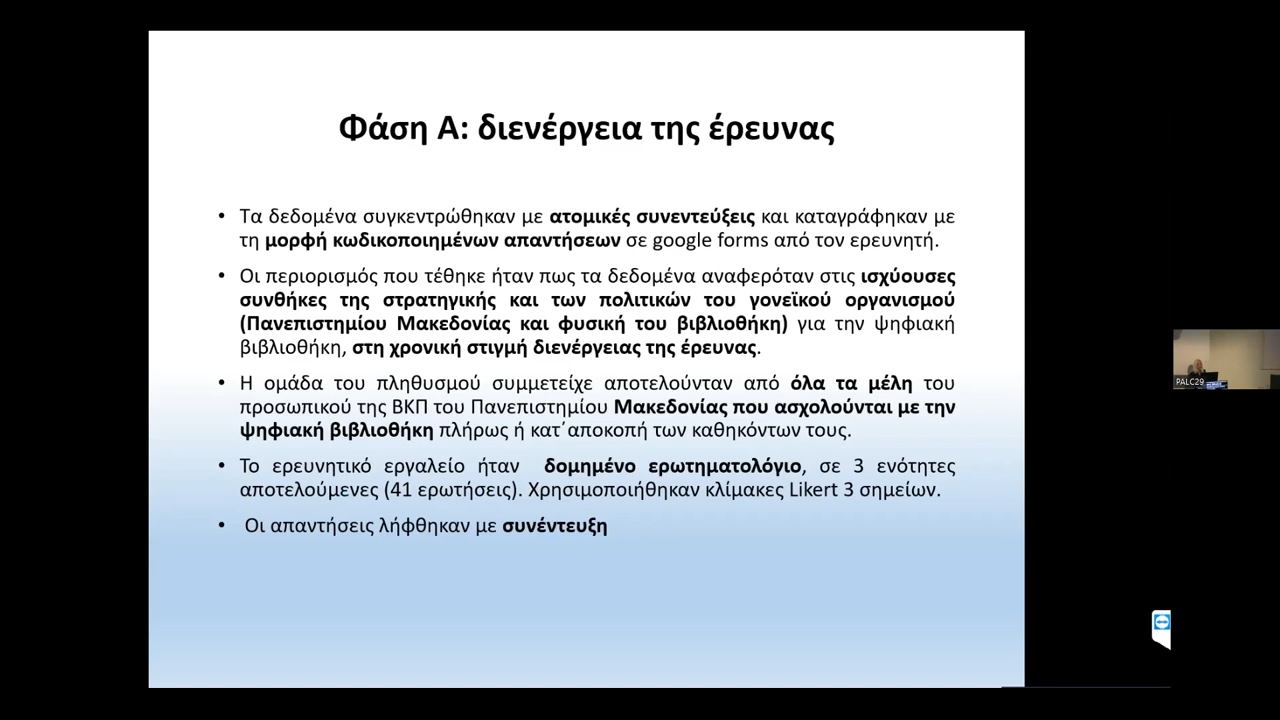 Φάση Α: διενέργεια της έρευνας
• Τα δεδομένα συγκεντρώθηκαν με ατομικές συνεντεύξεις και καταγράφηκαν με
τη μορφή κωδικοποιημένων απαντήσεων σε google forms από τον ερευνητή.
• Οι περιορισμός που τέθηκε ήταν πως τα δεδομένα αναφερόταν στις ισχύουσες
συνθήκες της στρατηγικής και των πολιτικών του γονεϊκού οργανισμού
(Πανεπιστημίου Μακεδονίας και φυσική του βιβλιοθήκη) για την ψηφιακή
βιβλιοθήκη, στη χρονική στιγμή διενέργειας της έρευνας.
• Η ομάδα του πληθυσμού συμμετείχε αποτελούνταν από όλα τα μέλη του
προσωπικού της ΒΚΠ του Πανεπιστημίου Μακεδονίας που ασχολούνται με την
ψηφιακή βιβλιοθήκη πλήρως ή κατ΄αποκοπή των καθηκόντων τους.
• Το ερευνητικό εργαλείο ήταν δομημένο ερωτηματολόγιο, σε 3 ενότητες
αποτελούμενες (41 ερωτήσεις). Χρησιμοποιήθηκαν κλίμακες Likert 3 σημείων.
• Οι απαντήσεις λήφθηκαν με συνέντευξη
PALC29